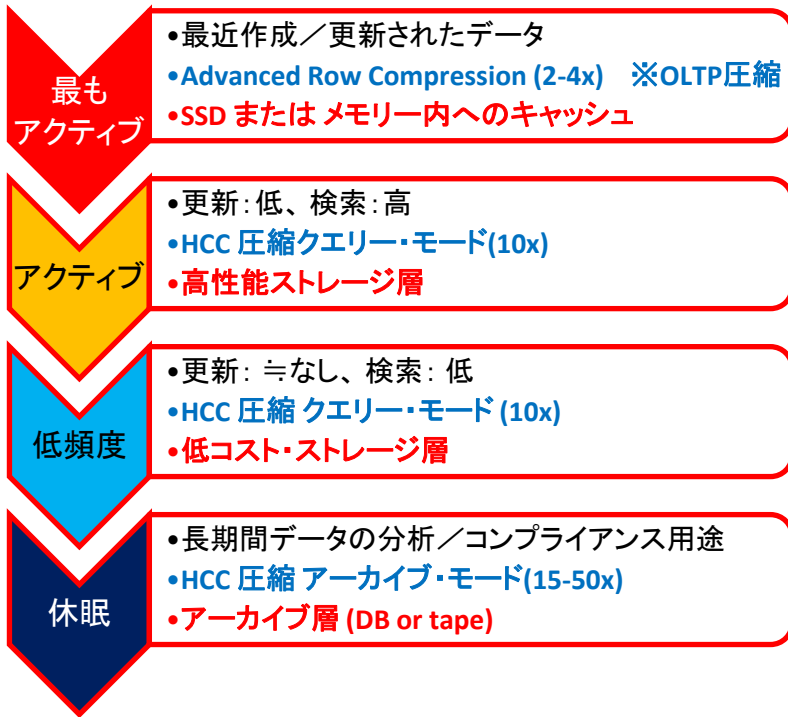 最も
アクティブ
•最近作成／更新されたデータ
•Advanced Row Compression (2-4x) ※OLTP圧縮
•SSD または メモリー内へのキャッシュ
アクティブ
•更新：低、検索：高
•HCC 圧縮クエリー・モード(10x)
•高性能ストレージ層
低頻度
•更新： ≒なし、検索： 低
•HCC 圧縮 クエリー・モード (10x)
•低コスト・ストレージ層
休眠
•長期間データの分析／コンプライアンス用途
•HCC 圧縮 アーカイブ・モード(15-50x)
•アーカイブ層 (DB or tape)